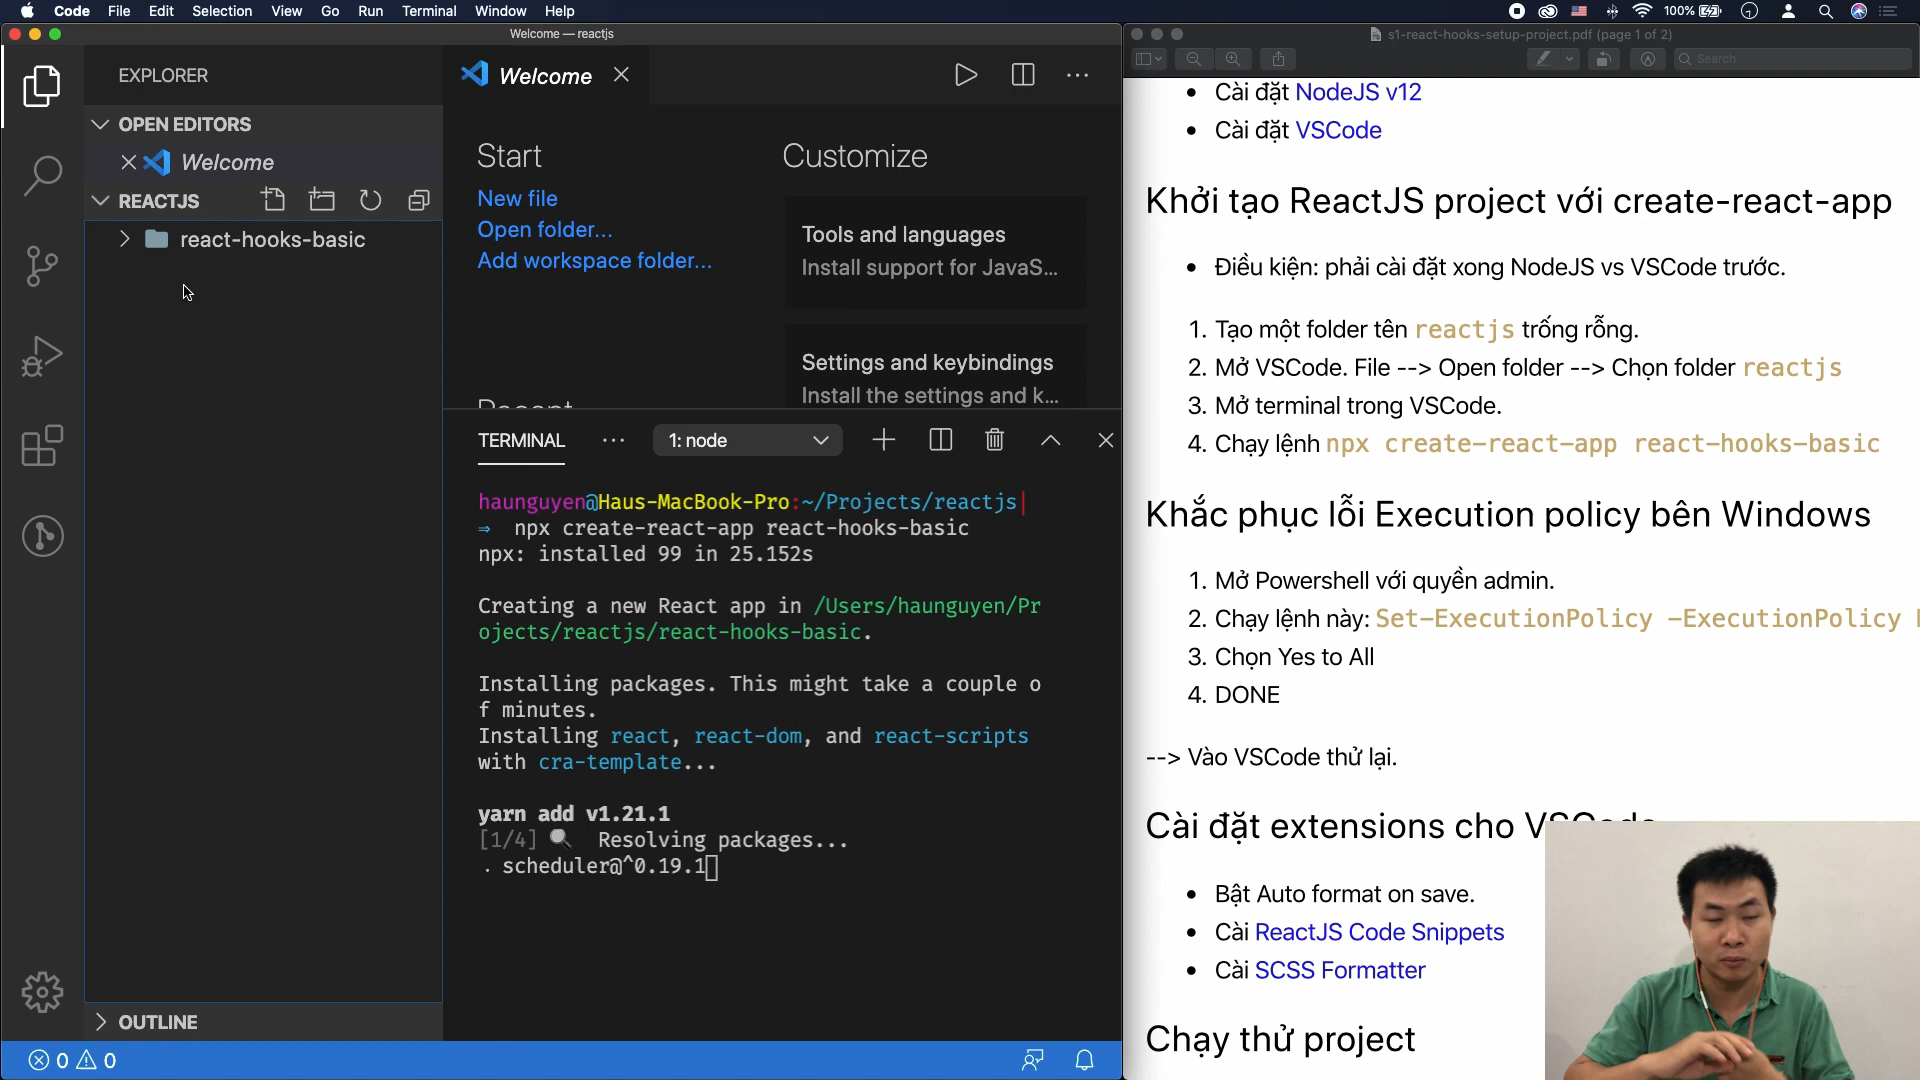 Code File Edit Selection View Go Run Terminal Window Help
100%
Welcome — reactjs
EXPLORER
OPEN EDITORS
Welcome
REACTJS
react-hooks-basic
OUTLINE
0 0
Welcome
Start
New file
Open folder...
Add workspace folder...
Customize
Tools and languages
Install support for JavaS...
Settings and keybindings
Install the settings and k...
Recent
TERMINAL
1: node
haunguyen@Haus-MacBook-Pro:~/Projects/reactjs|
⇒ npx create-react-app react-hooks-basic
npx: installed 99 in 25.152s
Creating a new React app in /Users/haunguyen/Pr
ojects/reactjs/react-hooks-basic.
Installing packages. This might take a couple o
f minutes.
Installing react, react-dom, and react-scripts
with cra-template...
yarn add v1.21.1
[1/4] 🔍 Resolving packages...
. scheduler@^0.19.1
s1-react-hooks-setup-project.pdf (page 1 of 2)
Search
• Cài đặt NodeJS v12
• Cài đặt VSCode
Khởi tạo ReactJS project với create-react-app
• Điều kiện: phải cài đặt xong NodeJS vs VSCode trước.
1. Tạo một folder tên reactjs trống rỗng.
2. Mở VSCode. File --> Open folder --> Chọn folder reactjs
3. Mở terminal trong VSCode.
4. Chạy lệnh npx create-react-app react-hooks-basic
Khắc phục lỗi Execution policy bên Windows
1. Mở Powershell với quyền admin.
2. Chạy lệnh này: Set-ExecutionPolicy -ExecutionPolicy
3. Chọn Yes to All
4. DONE
--> Vào VSCode thử lại.
Cài đặt extensions cho VSCode
• Bật Auto format on save.
• Cài ReactJS Code Snippets
• Cài SCSS Formatter
Chạy thử project